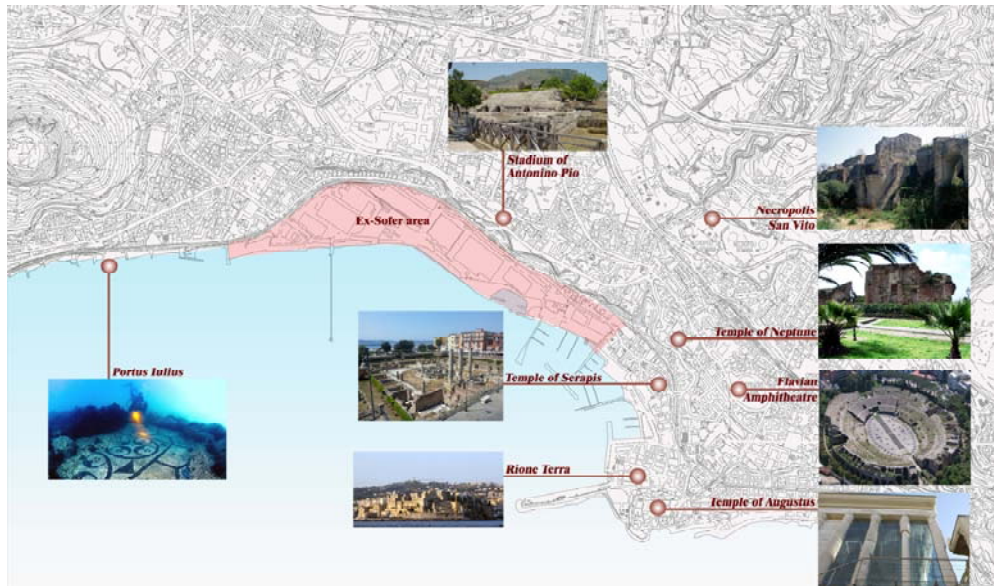 Stadium of
Antonino Pio
Ex-Sofer area
Necropolis
San Vito
Temple of Neptune
Portus Iulius
Temple of Serapis
Flavian
Amphitheatre
Rione Terra
Temple of Augustus